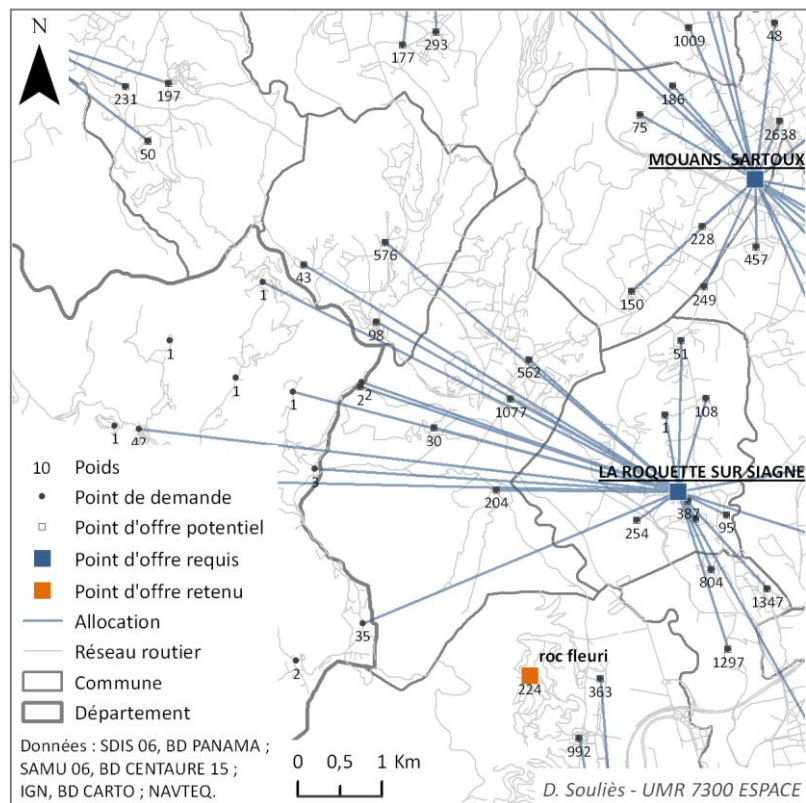 N
177
293
1009
48
231
197
186
75
2638
50
MOUANS SARTOUX
228
457
576
43
150
249
1
98
51
1
562
1
2
2
1077
108
1
1
42
1
30
3
204
LA ROQUETTE SUR SIAGNE
387
254
95
804
1347
35
1297
2
roc fleuri
224
363
992
10 Poids
Point de demande
Point d'offre potentiel
Point d'offre requis
Point d'offre retenu
Allocation
Réseau routier
Commune
Département
Données : SDIS 06, BD PANAMA ;
SAMU 06, BD CENTAURE 15 ;
IGN, BD CARTO ; NAVTEQ.
0 0,5 1 Km
D. Souliès - UMR 7300 ESPACE